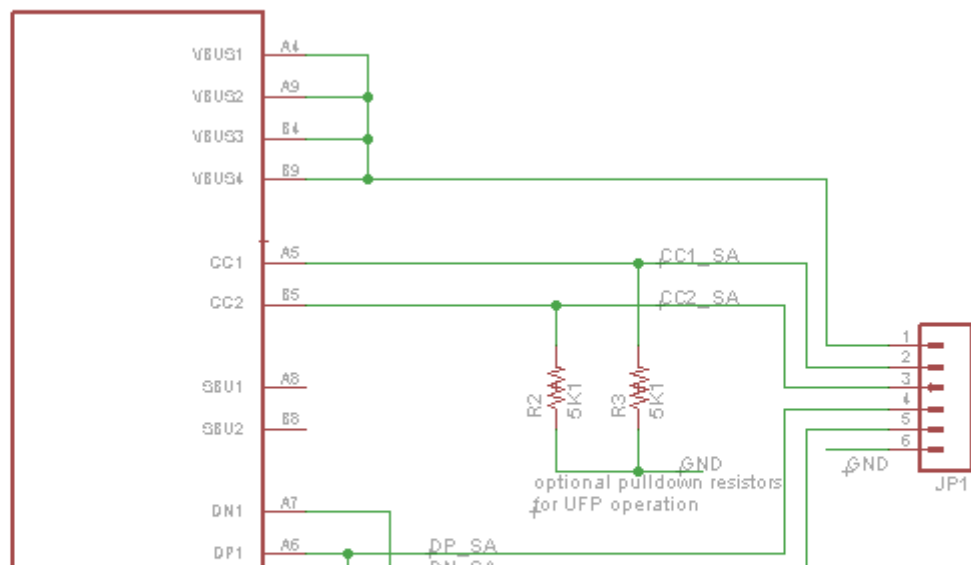 VBUS1 A4
VBUS2 A9
VBUS3 B4
VBUS4 B9
CC1 A5 CC1_SA
CC2 B5 CC2_SA
1
2
3
4
5
6
SBU1 A8
SBU2 B8
R2 5K1 R3 5K1
GND
GND
JP1
optional pulldown resistors
for UFP operation
DN1 A7
DP1 A6 DP_SA
DN_SA